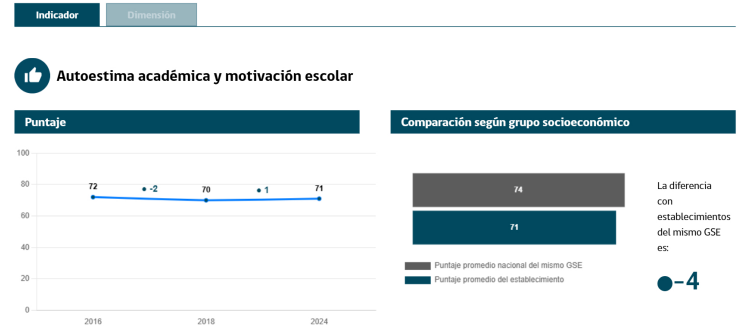 Indicador
Dimensión
Autoestima académica y motivación escolar
Puntaje
Comparación según grupo socioeconómico
100
80
60
40
20
0
72
-2
70
1
71
2016
2018
2024
74
71
Puntaje promedio nacional del mismo GSE
Puntaje promedio del establecimiento
La diferencia
con
establecimientos
del mismo GSE
es:
-4